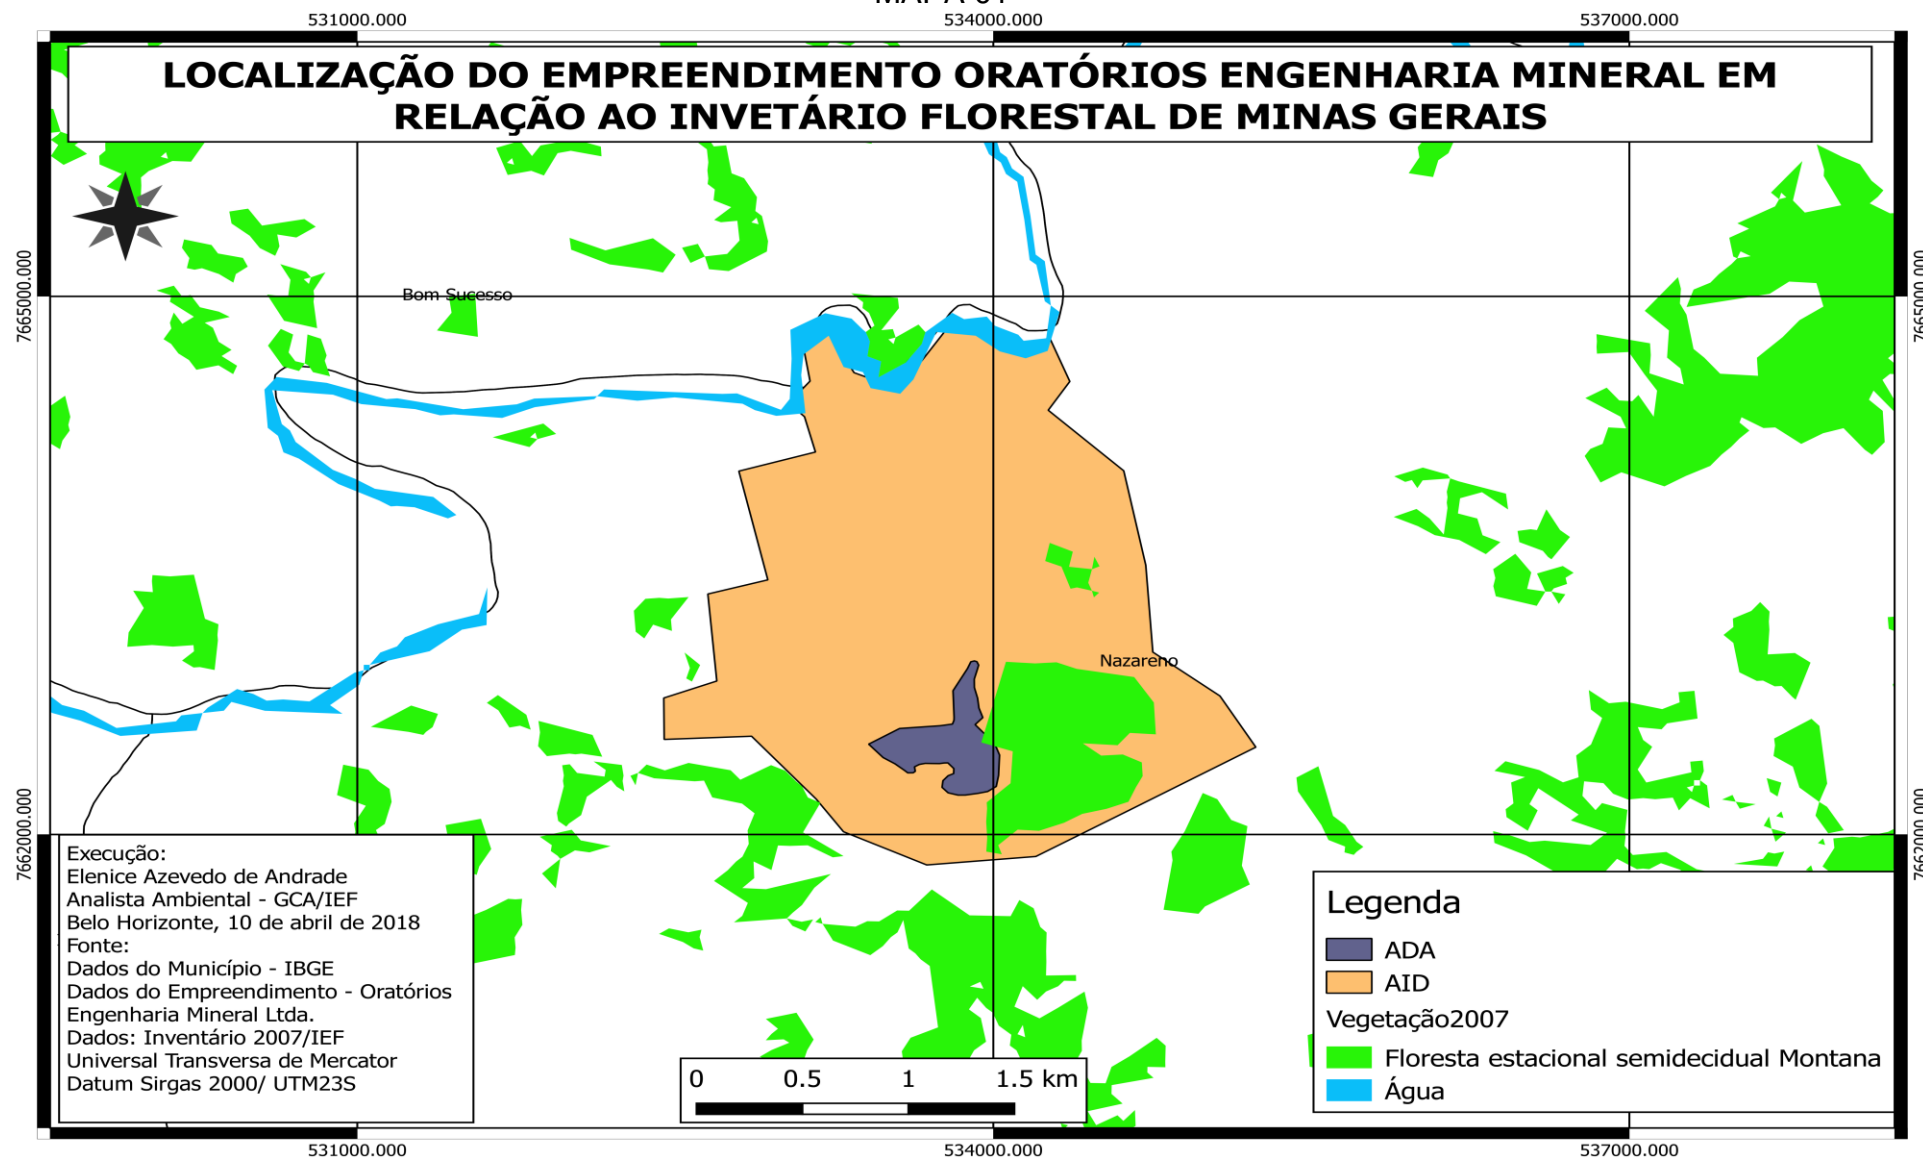 531000.000
534000.000
537000.000
LOCALIZAÇÃO DO EMPREENDIMENTO ORATÓRIOS ENGENHARIA MINERAL EM
RELAÇÃO AO INVETÁRIO FLORESTAL DE MINAS GERAIS
7665000.000
7665000.000
Bom Sucesso
Nazareno
7662000.000
7662000.000
Execução:
Elenice Azevedo de Andrade
Analista Ambiental - GCA/IEF
Belo Horizonte, 10 de abril de 2018
Fonte:
Dados do Município - IBGE
Dados do Empreendimento - Oratórios
Engenharia Mineral Ltda.
Dados: Inventário 2007/IEF
Universal Transversa de Mercator
Datum Sirgas 2000/ UTM23S
0 0.5 1 1.5 km
Legenda
ADA
AID
Vegetação2007
Floresta estacional semidecidual Montana
Água
531000.000
534000.000
537000.000